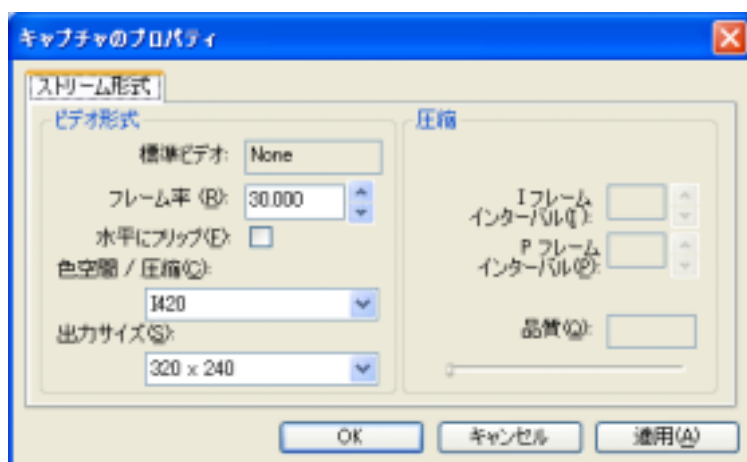 キャプチャのプロパティ
ストリーム形式
ビデオ形式
標準ビデオ: None
フレーム率 (R): 30.000
水平にフリップ(F):
色空間 / 圧縮(C):
I420
出力サイズ(S):
320 x 240
圧縮
I フレーム
インターバル(I):
P フレーム
インターバル(P):
品質(Q):
OK キャンセル 適用(A)